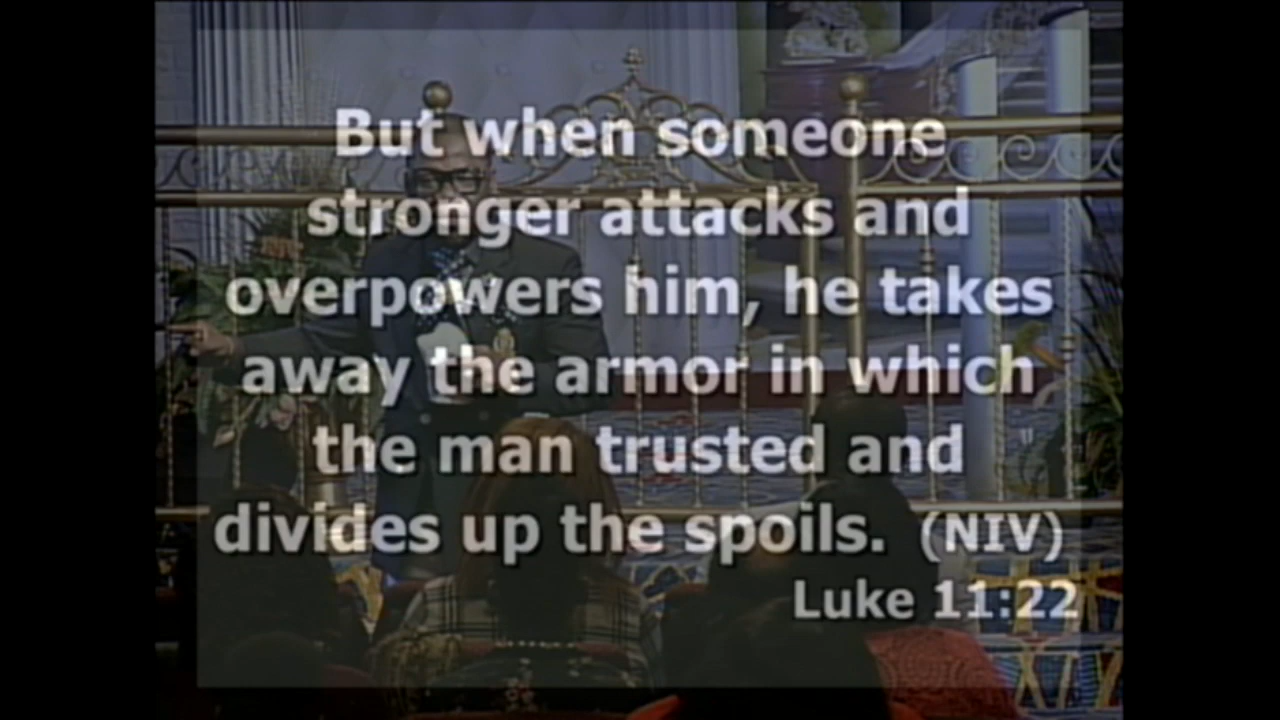 But when someone
stronger attacks and
overpowers him, he takes
away the armor in which
the man trusted and
divides up the spoils. (NIV)
Luke 11:22